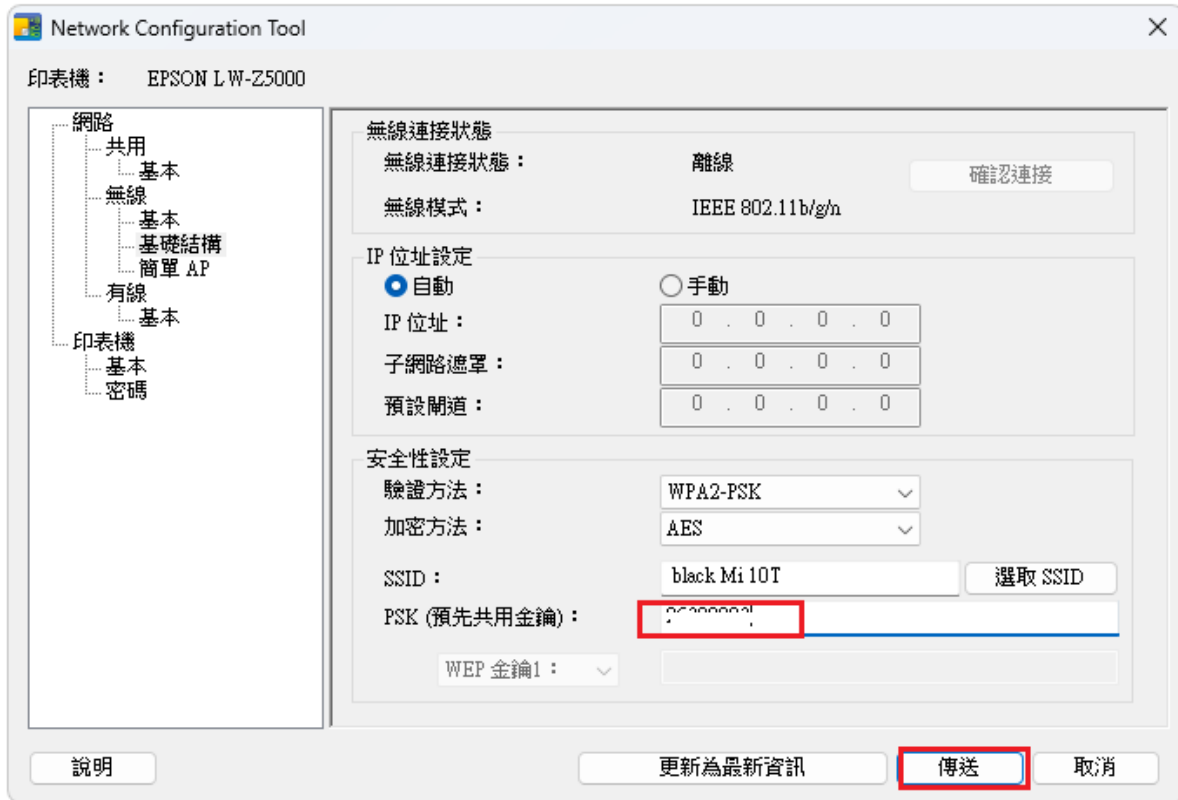 Network Configuration Tool
印表機： EPSON LW-Z5000
網路
共用
基本
無線
基本
基礎結構
簡單 AP
有線
基本
印表機
基本
密碼
無線連接狀態
無線連接狀態： 離線 確認連接
無線模式： IEEE 802.11b/g/n
IP 位址設定
自動 手動
IP 位址： 0 . 0 . 0 . 0
子網路遮罩： 0 . 0 . 0 . 0
預設閘道： 0 . 0 . 0 . 0
安全性設定
驗證方法： WPA2-PSK
加密方法： AES
SSID： black Mi 10T 選取 SSID
PSK (預先共用金鑰)：
WEP 金鑰1：
說明 更新為最新資訊 傳送 取消